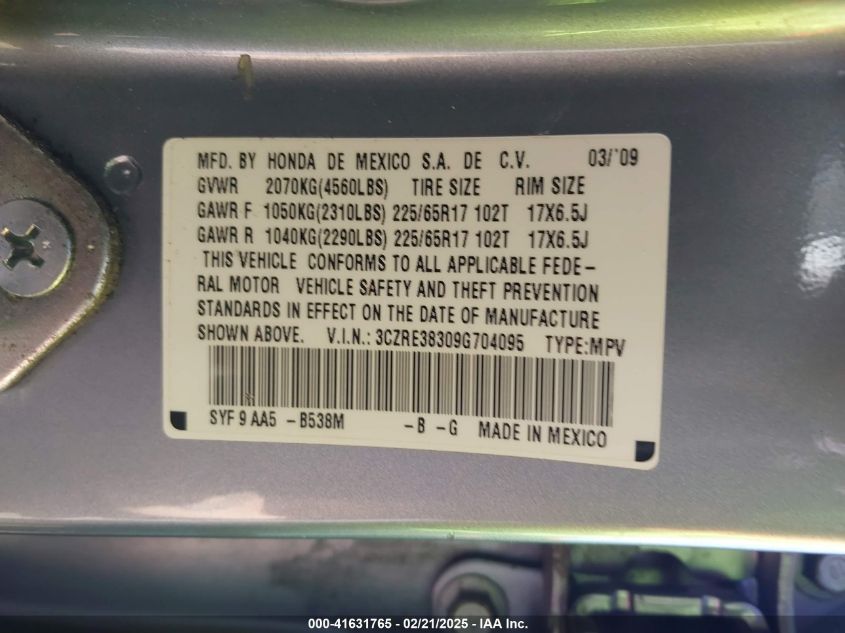 MFD. BY HONDA DE MEXICO S.A. DE C.V. 03/'09
GVWR 2070KG(4560LBS) TIRE SIZE RIM SIZE
GAWR F 1050KG(2310LBS) 225/65R17 102T 17X6.5J
GAWR R 1040KG(2290LBS) 225/65R17 102T 17X6.5J
THIS VEHICLE CONFORMS TO ALL APPLICABLE FEDE-
RAL MOTOR VEHICLE SAFETY AND THEFT PREVENTION
STANDARDS IN EFFECT ON THE DATE OF MANUFACTURE
SHOWN ABOVE. V.I.N.: 3CZRE38309G704095 TYPE:MPV
SYF 9 AA5 -B538M -B -G MADE IN MEXICO
000-41631765 - 02/21/2025 - IAA Inc.